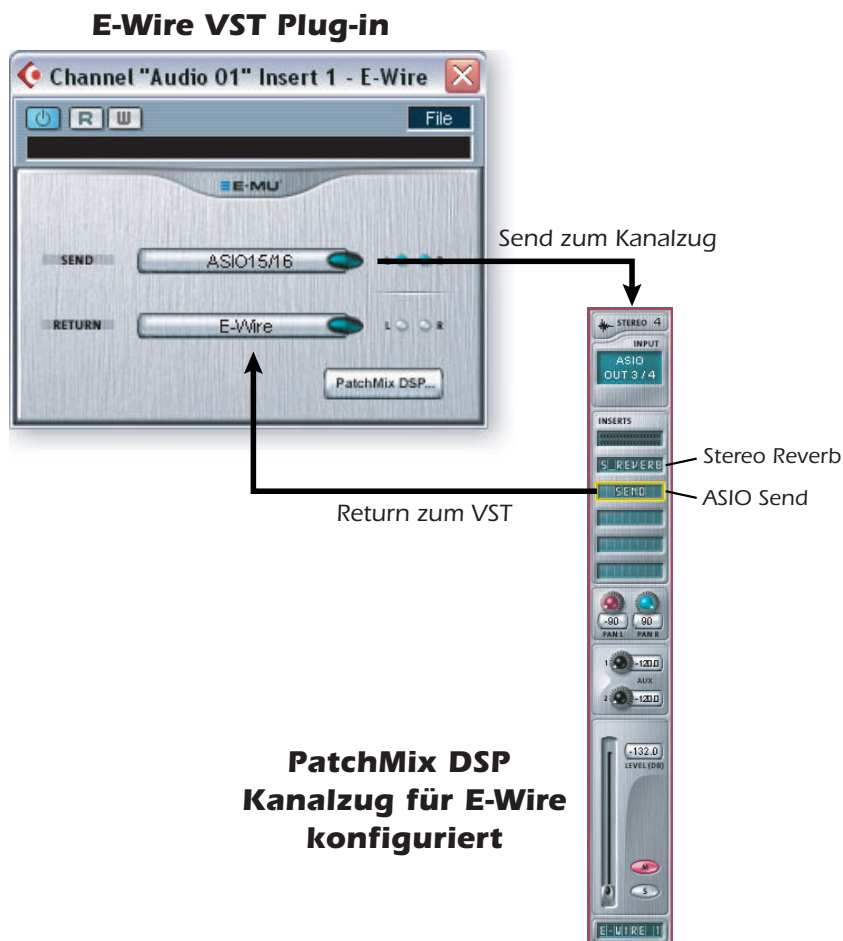 E-Wire VST Plug-in
Channel "Audio 01" Insert 1 - E-Wire
R W File
E-MU
SEND ASIO15/16
RETURN E-Wire L R
PatchMix DSP...
Send zum Kanalzug
Return zum VST
STEREO 4
INPUT
ASIO
OUT 3 / 4
INSERTS
S_REVERB
SEND
Stereo Reverb
ASIO Send
-90 90
PAN L PAN R
1 -120.0
AUX
2 -120.0
-132.0
LEVEL (DB)
M
S
E-WIRE 1
PatchMix DSP
Kanalzug für E-Wire
konfiguriert